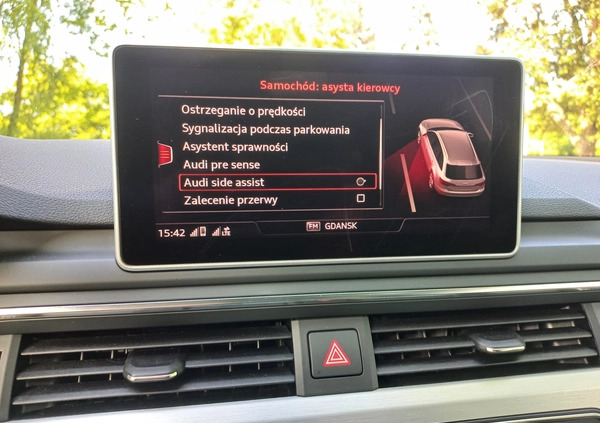 Samochód: asysta kierowcy
Ostrzeganie o prędkości
Sygnalizacja podczas parkowania
Asystent sprawności
Audi pre sense
Audi side assist
Zalecenie przerwy
15:42 LTE FM GDANSK